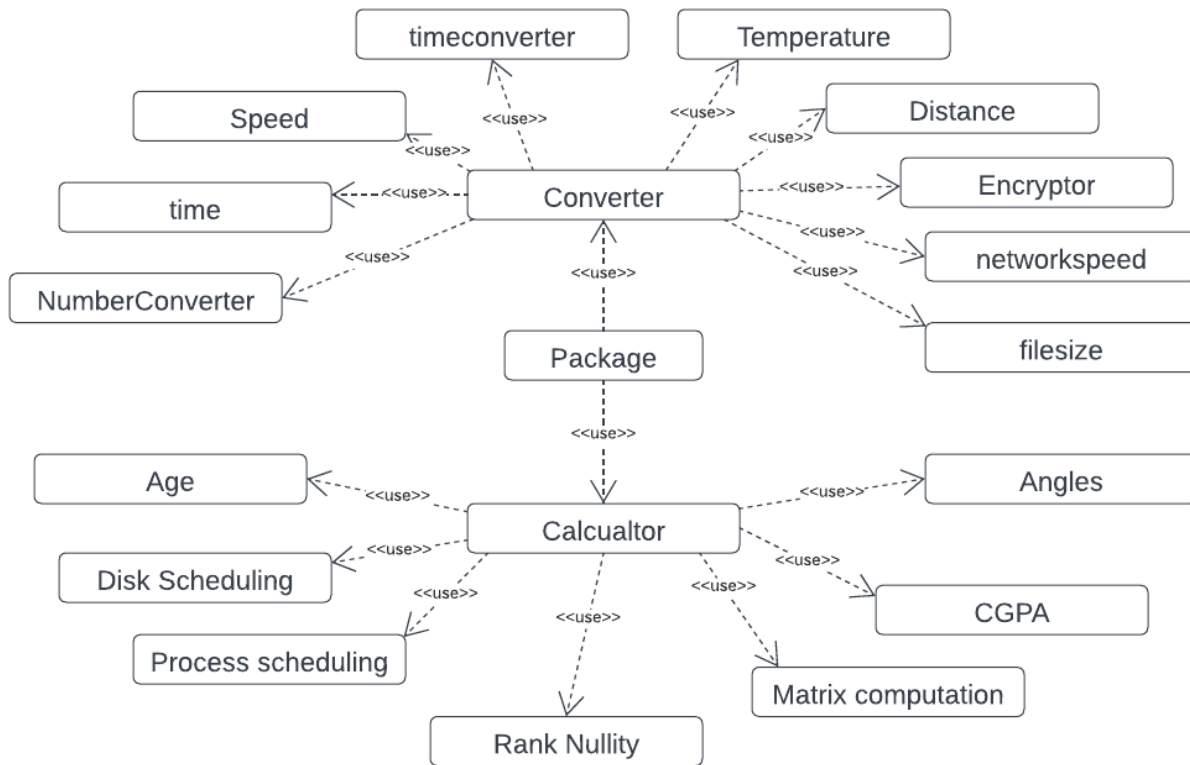 timeconverter
Temperature
Speed
Distance
<<use>>
<<use>>
<<use>>
<<use>>
time
<<use>>
Converter
<<use>>
Encryptor
<<use>>
networkspeed
NumberConverter
<<use>>
<<use>>
<<use>>
filesize
Package
<<use>>
Age
<<use>>
<<use>>
Angles
Calcualtor
Disk Scheduling
<<use>>
<<use>>
CGPA
Process scheduling
<<use>>
<<use>>
<<use>>
Matrix computation
Rank Nullity